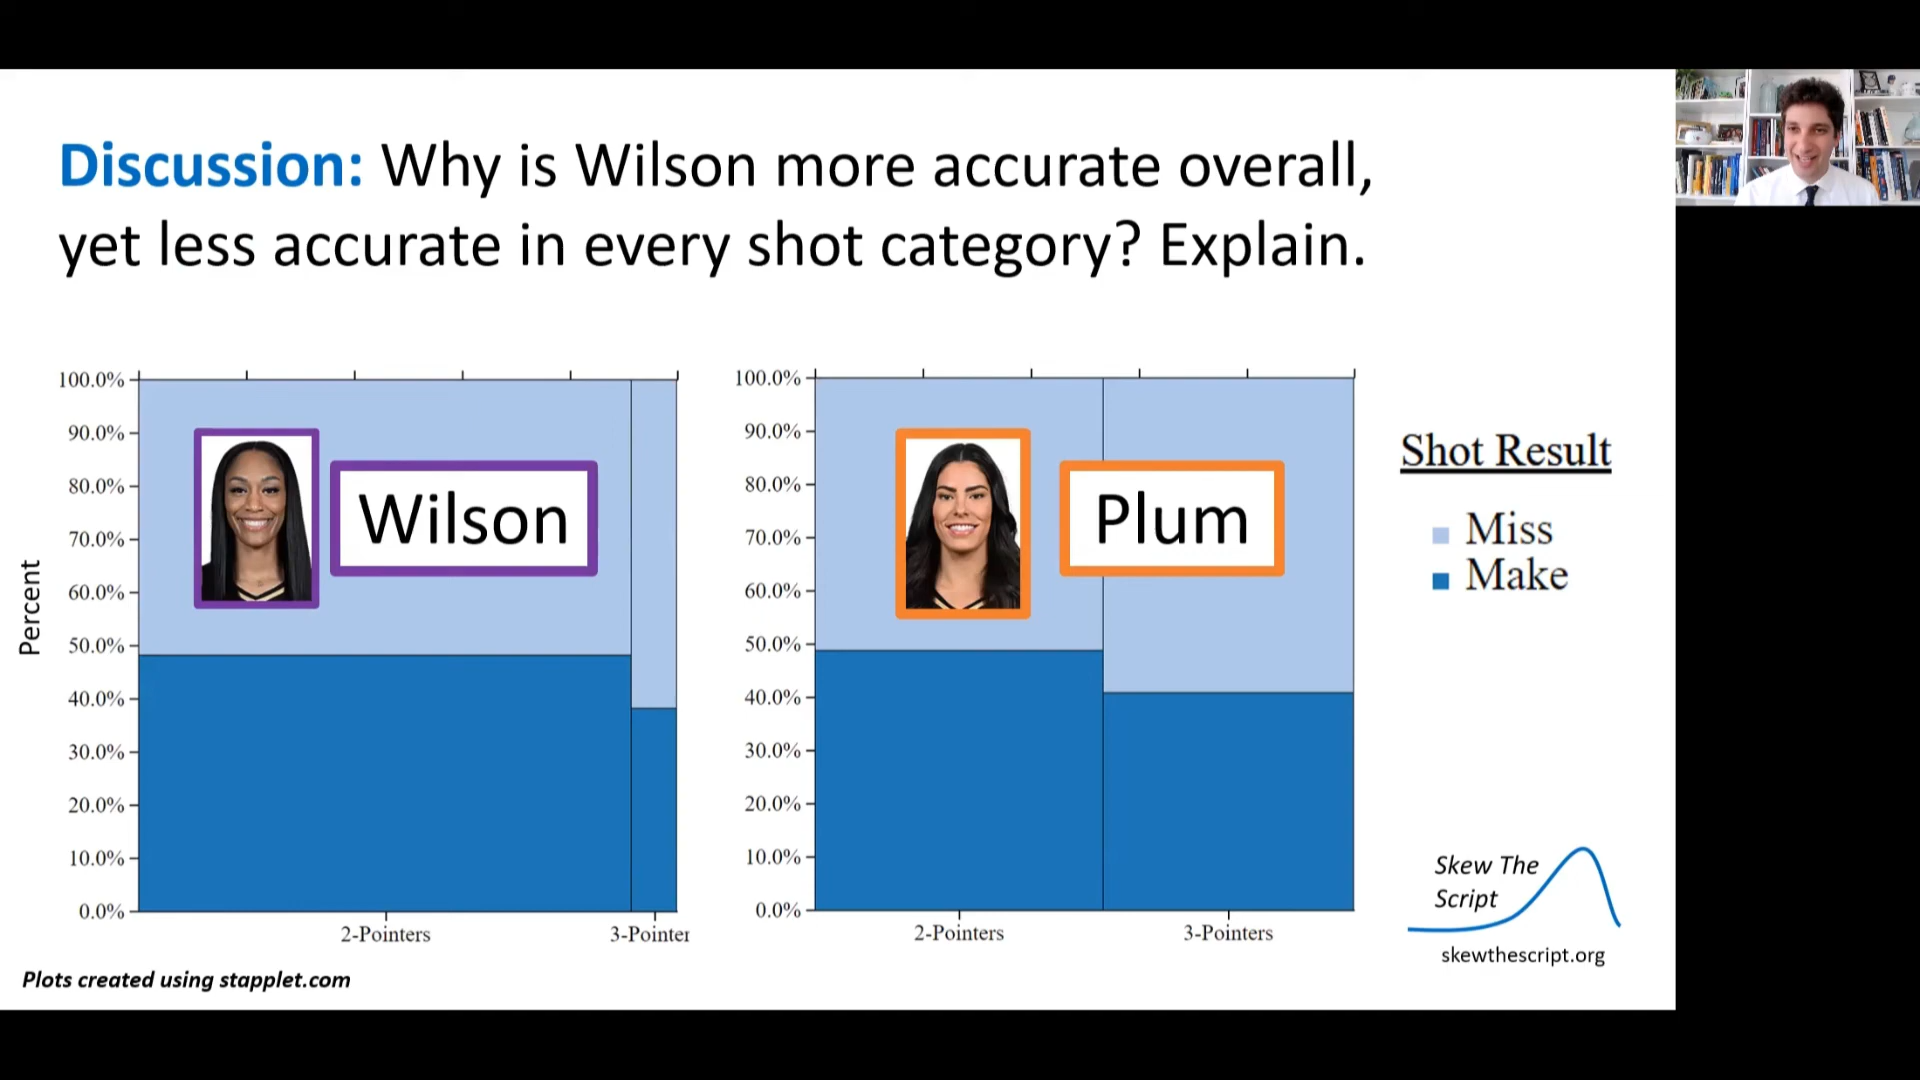 Discussion: Why is Wilson more accurate overall,
yet less accurate in every shot category? Explain.
Percent
100.0%
90.0%
80.0%
70.0%
60.0%
50.0%
40.0%
30.0%
20.0%
10.0%
0.0%
Wilson
2-Pointers
3-Pointer
100.0%
90.0%
80.0%
70.0%
60.0%
50.0%
40.0%
30.0%
20.0%
10.0%
0.0%
Plum
2-Pointers
3-Pointers
Shot Result
Miss
Make
Skew The
Script
skewthescript.org
Plots created using stapplet.com